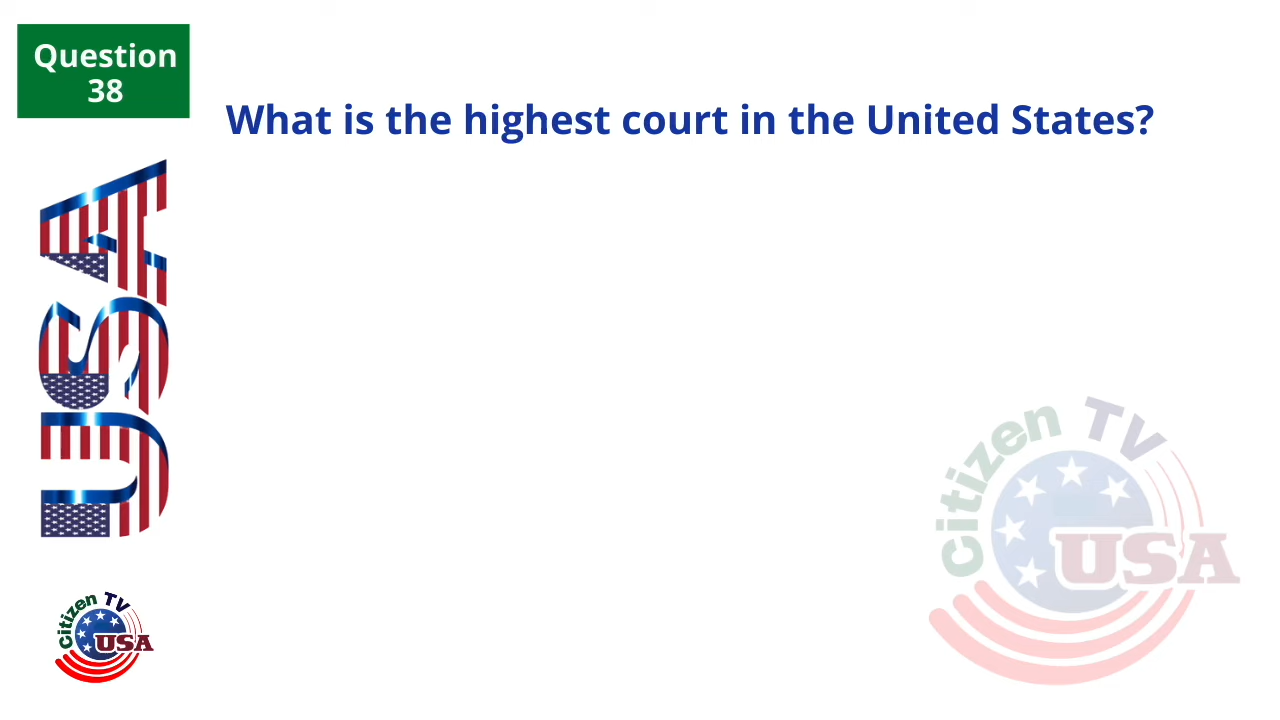 Question
38
What is the highest court in the United States?
USA
Citizen TV
USA
Citizen TV
USA